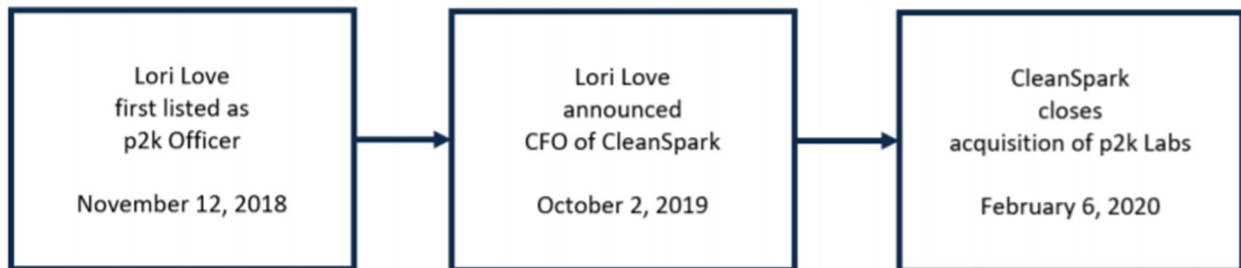 Lori Love
first listed as
p2k Officer
November 12, 2018
Lori Love
announced
CFO of CleanSpark
October 2, 2019
CleanSpark
closes
acquisition of p2k Labs
February 6, 2020